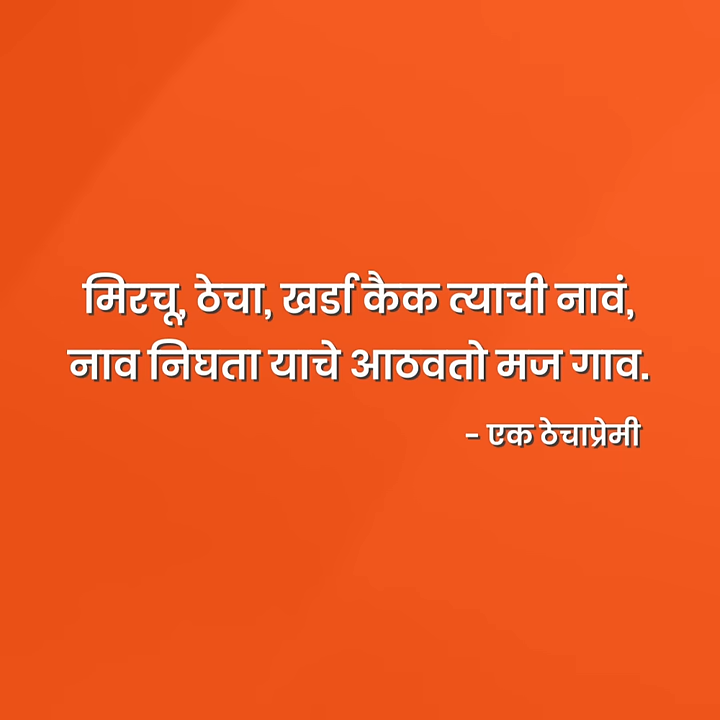 मिरचू, ठेचा, खर्डा कैक त्याची नावं,
नाव निघता याचे आठवतो मज गाव.
- एक ठेचाप्रेमी